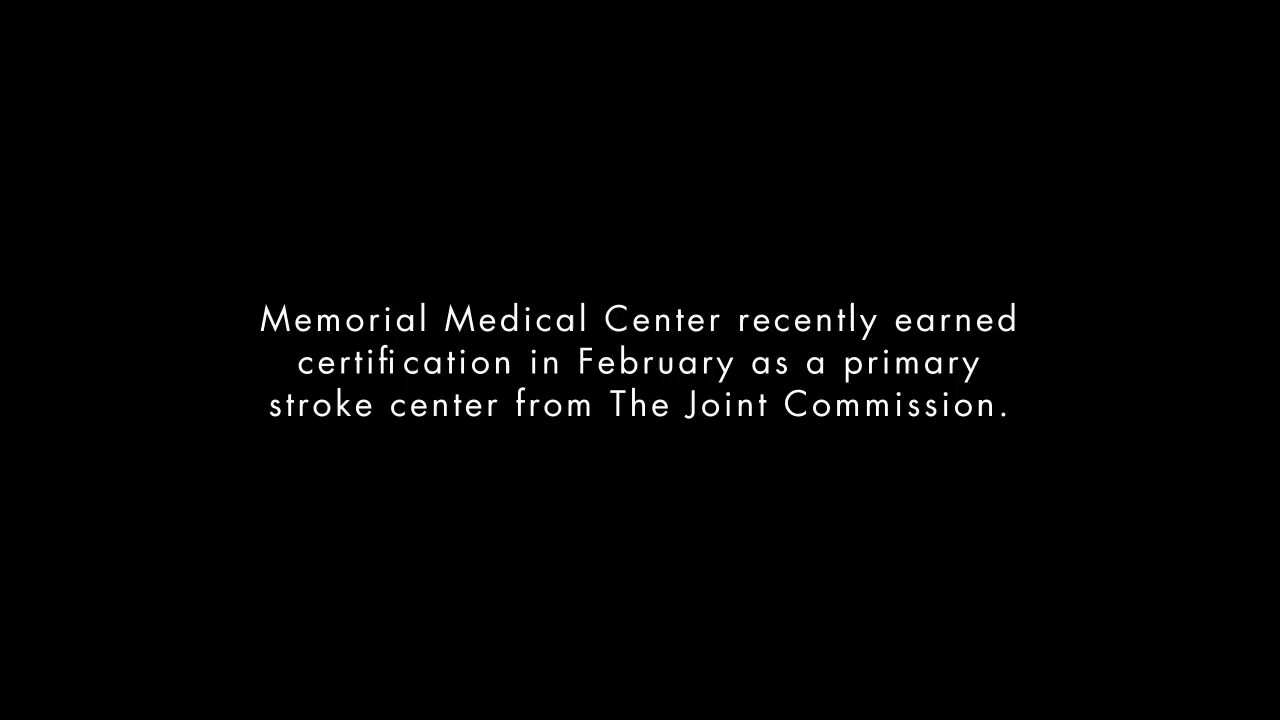 Memorial Medical Center recently earned
certification in February as a primary
stroke center from The Joint Commission.